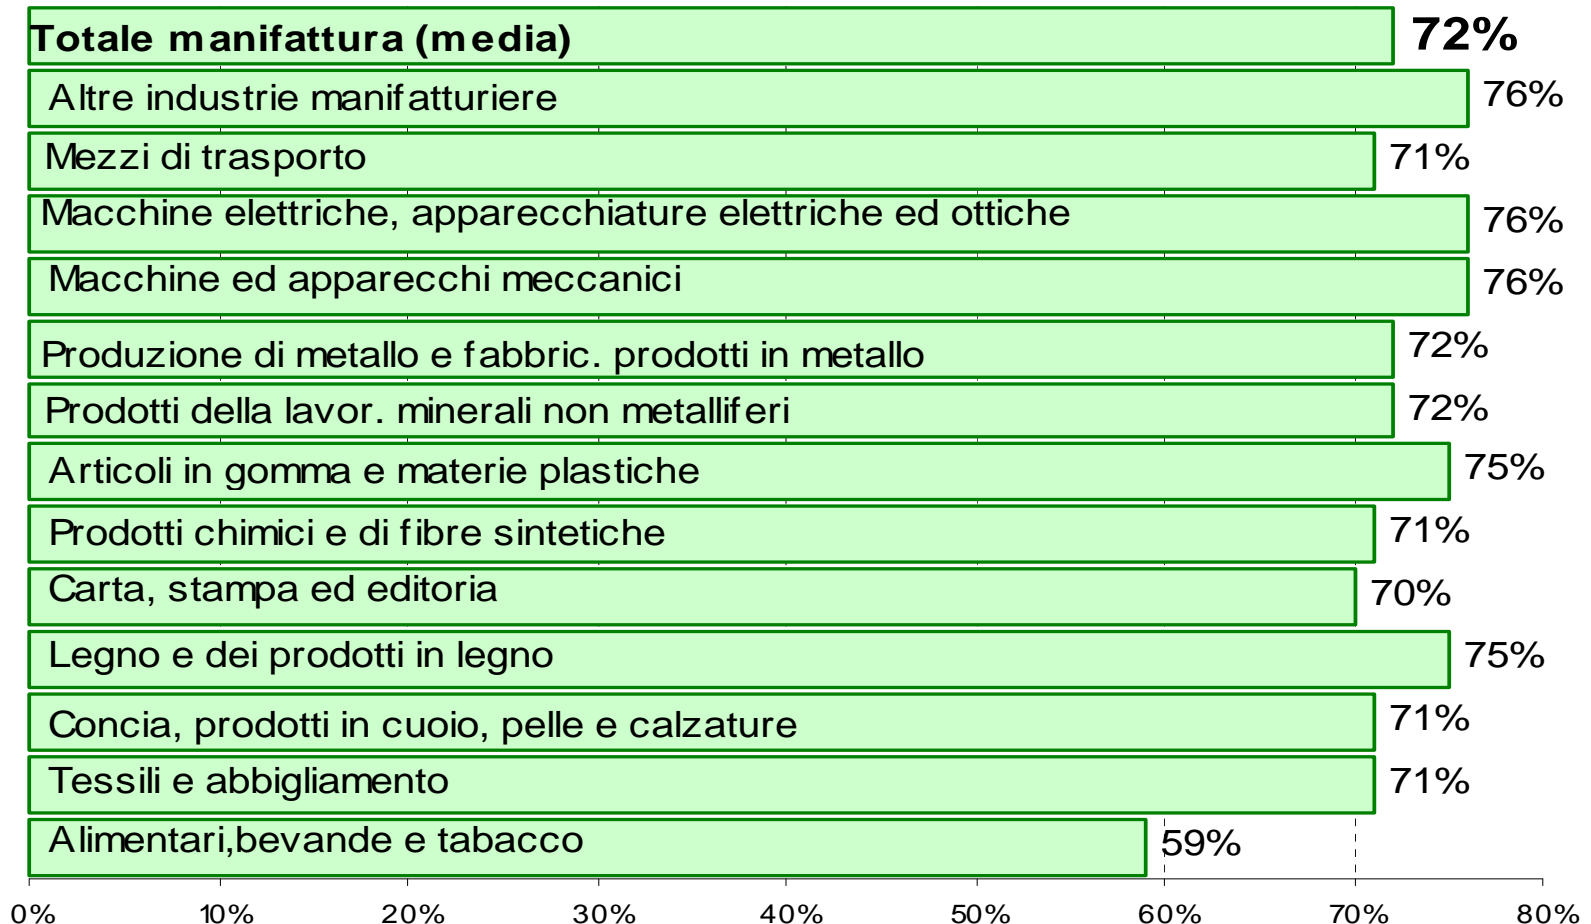 Totale manifattura (media) 72%
Altre industrie manifatturiere 76%
Mezzi di trasporto 71%
Macchine elettriche, apparecchiature elettriche ed ottiche 76%
Macchine ed apparecchi meccanici 76%
Produzione di metallo e fabbric. prodotti in metallo 72%
Prodotti della lavor. minerali non metalliferi 72%
Articoli in gomma e materie plastiche 75%
Prodotti chimici e di fibre sintetiche 71%
Carta, stampa ed editoria 70%
Legno e dei prodotti in legno 75%
Concia, prodotti in cuoio, pelle e calzature 71%
Tessili e abbigliamento 71%
Alimentari,bevande e tabacco 59%
0% 10% 20% 30% 40% 50% 60% 70% 80%